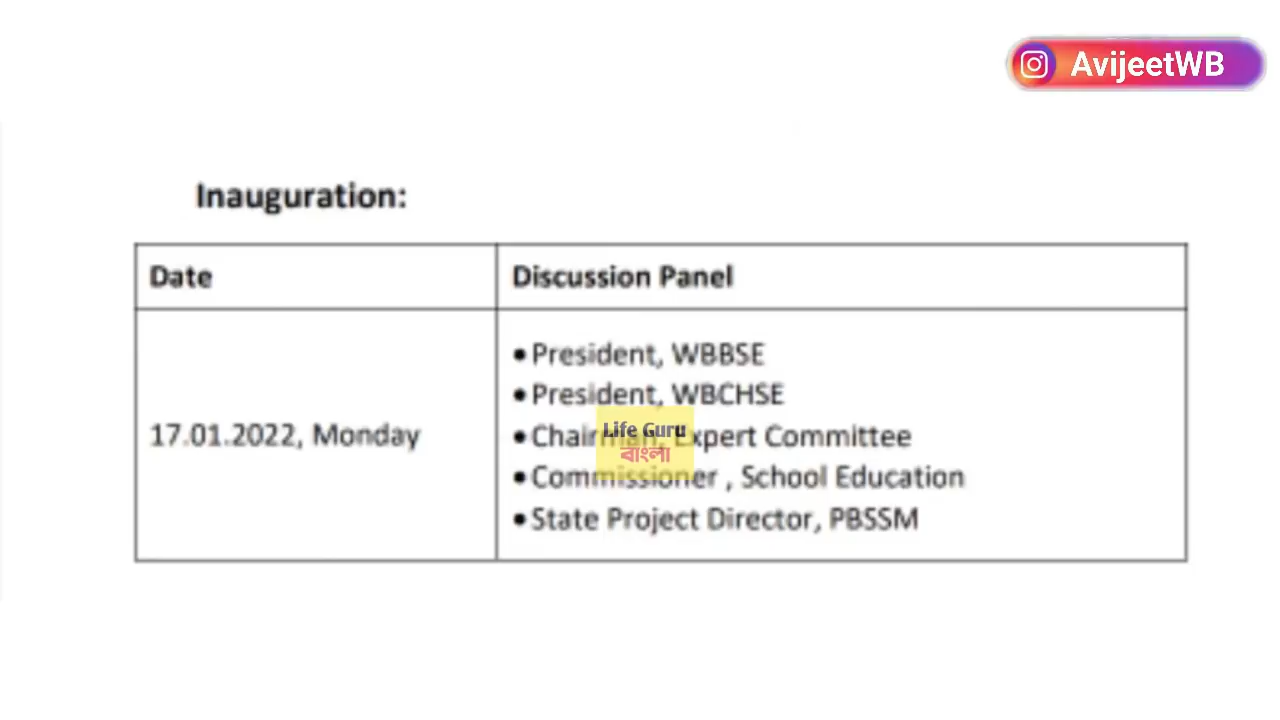 AvijeetWB
Inauguration:
Date
Discussion Panel
17.01.2022, Monday
•President, WBBSE
•President, WBCHSE
•Chairman, Expert Committee
•Commissioner , School Education
•State Project Director, PBSSM
Life Guru
বাংলা